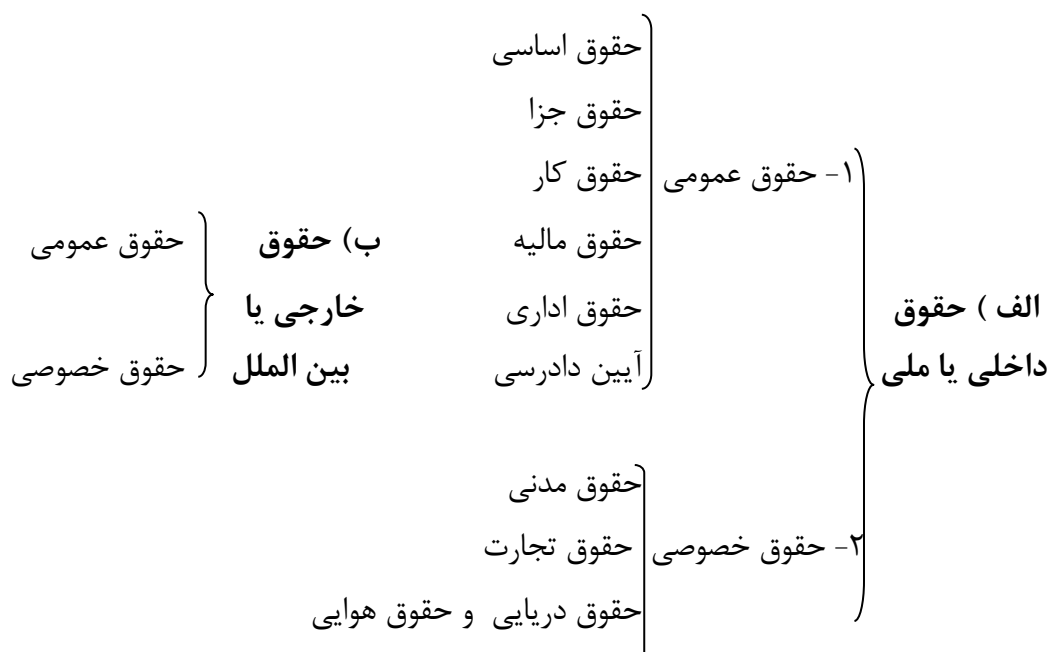 الف ) حقوق
داخلی یا ملی
۱- حقوق عمومی
حقوق اساسی
حقوق جزا
حقوق کار
حقوق مالیه
حقوق اداری
آیین دادرسی
۲- حقوق خصوصی
حقوق مدنی
حقوق تجارت
حقوق دریایی و حقوق هوایی
ب) حقوق
خارجی یا
بین الملل
حقوق عمومی
حقوق خصوصی